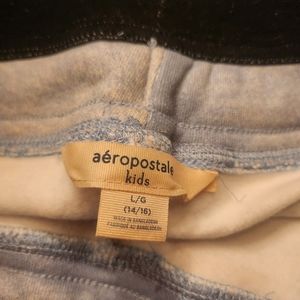 aéropostale
kids
L/G
(14/16)
MADE IN BANGLADESH
FABRIQUÉ AU BANGLADESH